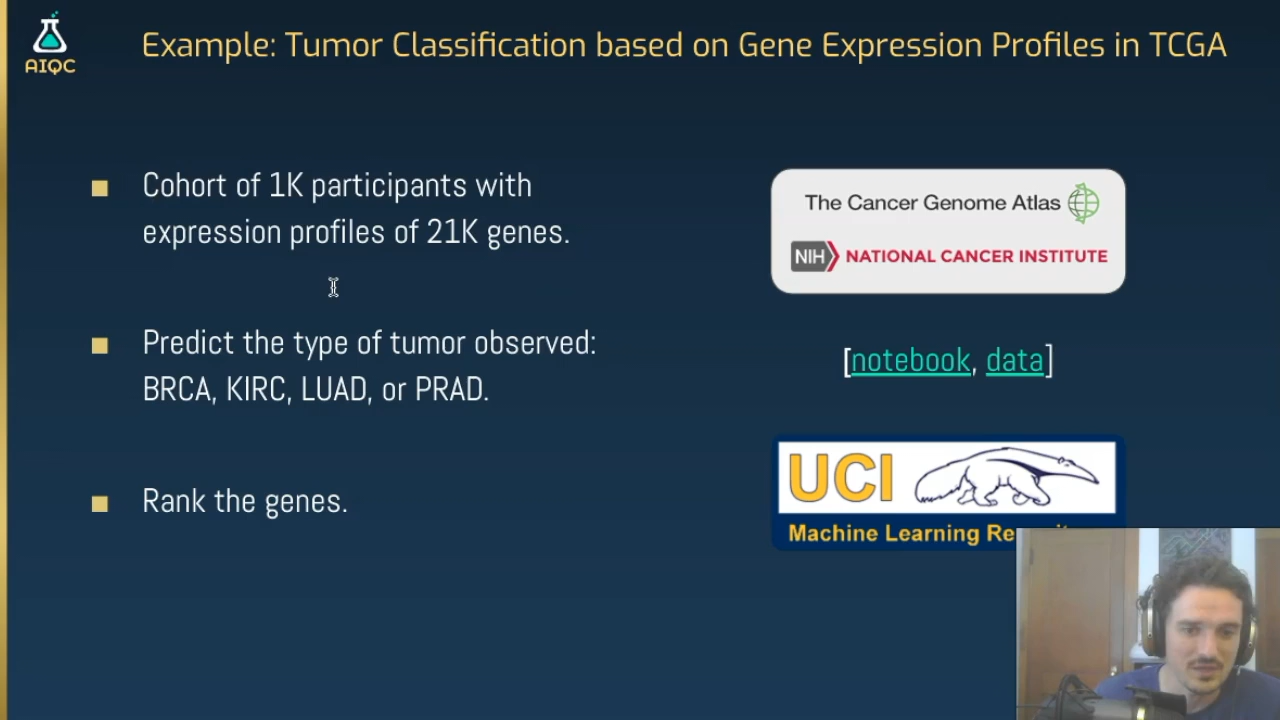 AIQC
Example: Tumor Classification based on Gene Expression Profiles in TCGA
■ Cohort of 1K participants with
expression profiles of 21K genes.
■ Predict the type of tumor observed:
BRCA, KIRC, LUAD, or PRAD.
■ Rank the genes.
The Cancer Genome Atlas
NIH NATIONAL CANCER INSTITUTE
[notebook, data]
UCI
Machine Learning